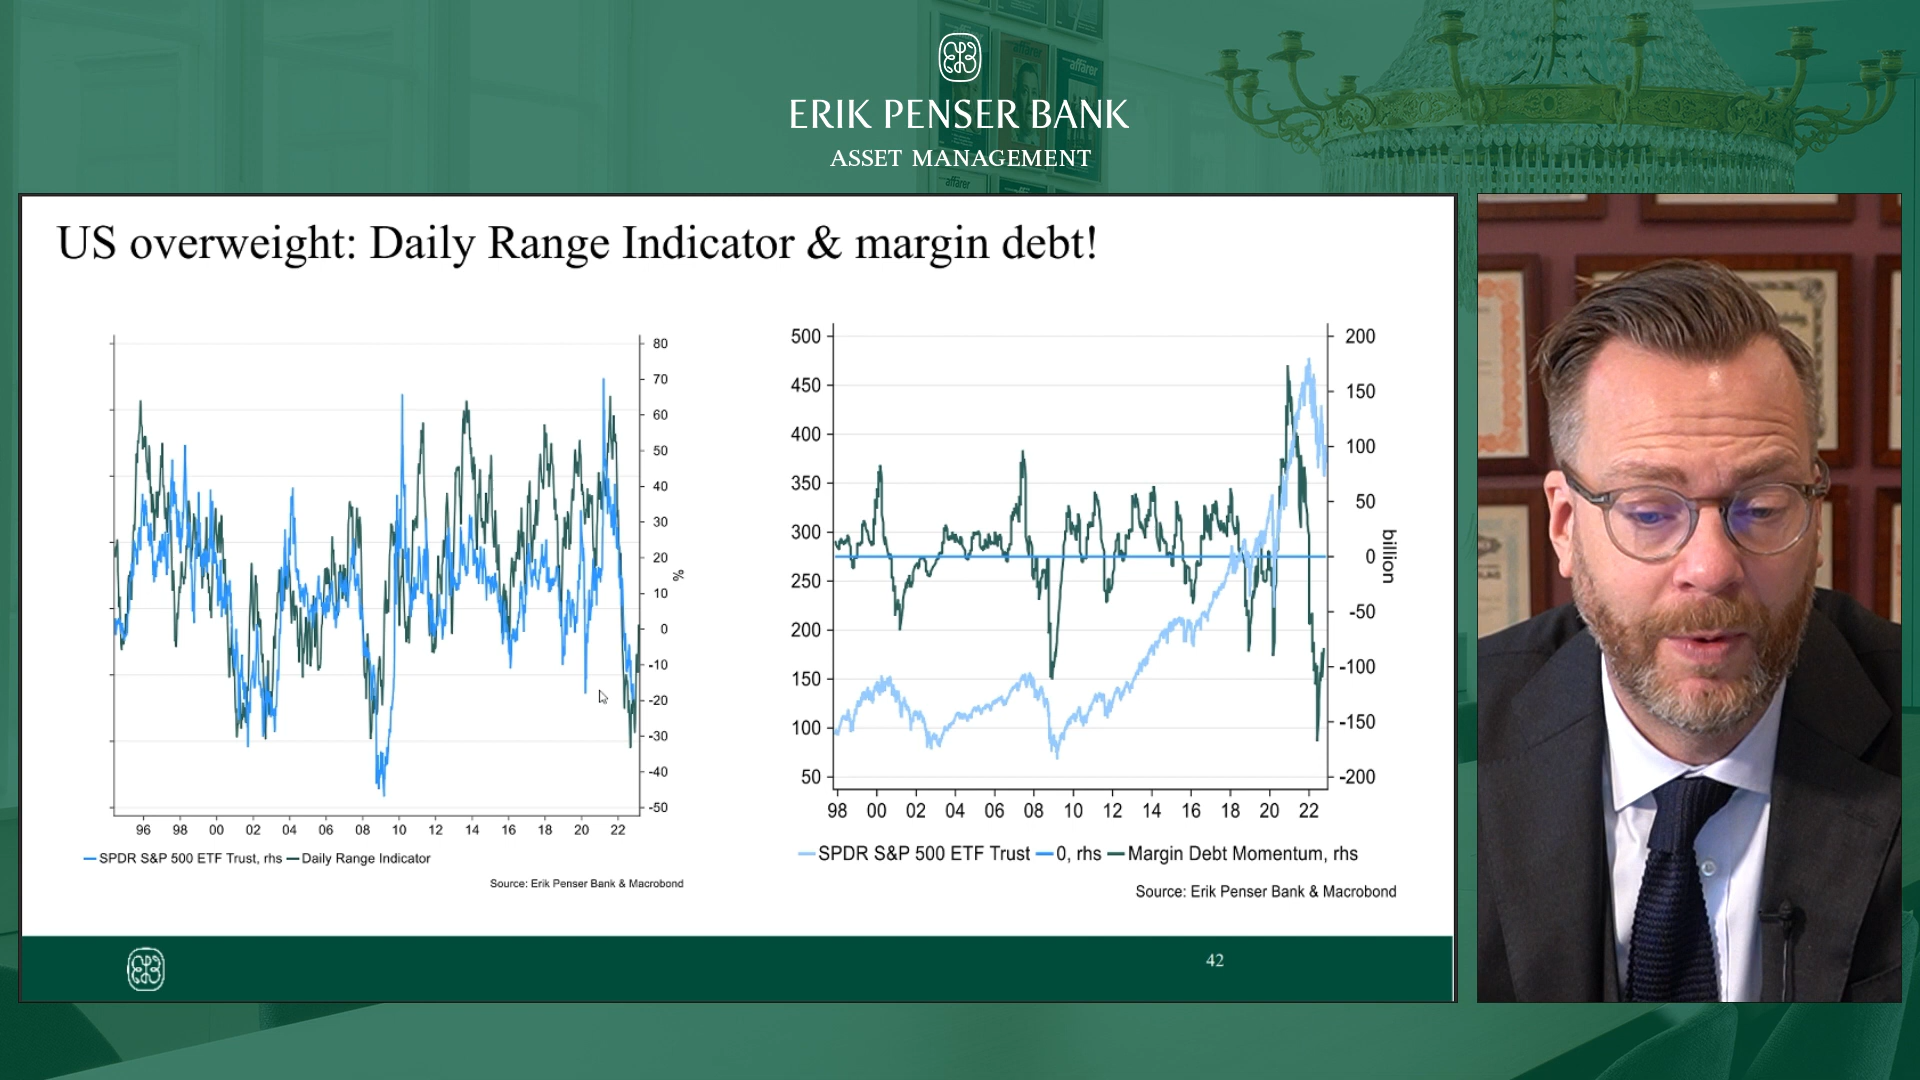 affärer
affärer
affärer
ERIK PENSER BANK
ASSET MANAGEMENT
US overweight: Daily Range Indicator & margin debt!
80
70
60
50
40
30
20
10
0
-10
-20
-30
-40
-50
%
96 98 00 02 04 06 08 10 12 14 16 18 20 22
SPDR S&P 500 ETF Trust, rhs Daily Range Indicator
Source: Erik Penser Bank & Macrobond
500 200
450 150
400 100
350 50
300 0
250 -50
200 -100
150 -150
100 -200
50
billion
98 00 02 04 06 08 10 12 14 16 18 20 22
SPDR S&P 500 ETF Trust 0, rhs Margin Debt Momentum, rhs
Source: Erik Penser Bank & Macrobond
42